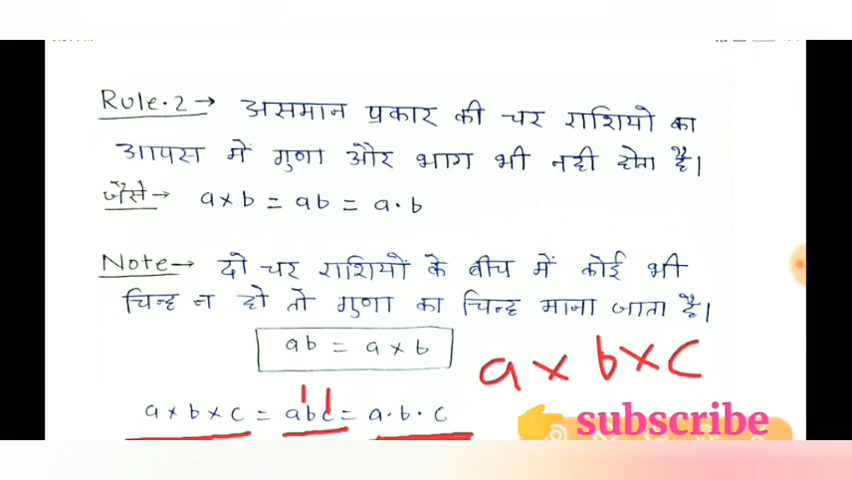 Rule.2→ असमान प्रकार की चर राशियो का
आपस में गुणा और भाग भी नही होता है।
जैसे→ a×b = ab = a·b
Note→ दो चर राशियों के बीच में कोई भी
चिन्ह न हो तो गुणा का चिन्ह माना जाता है।
ab = a×b
a×b×c
a×b×c = abc = a·b·c
👉 subscribe